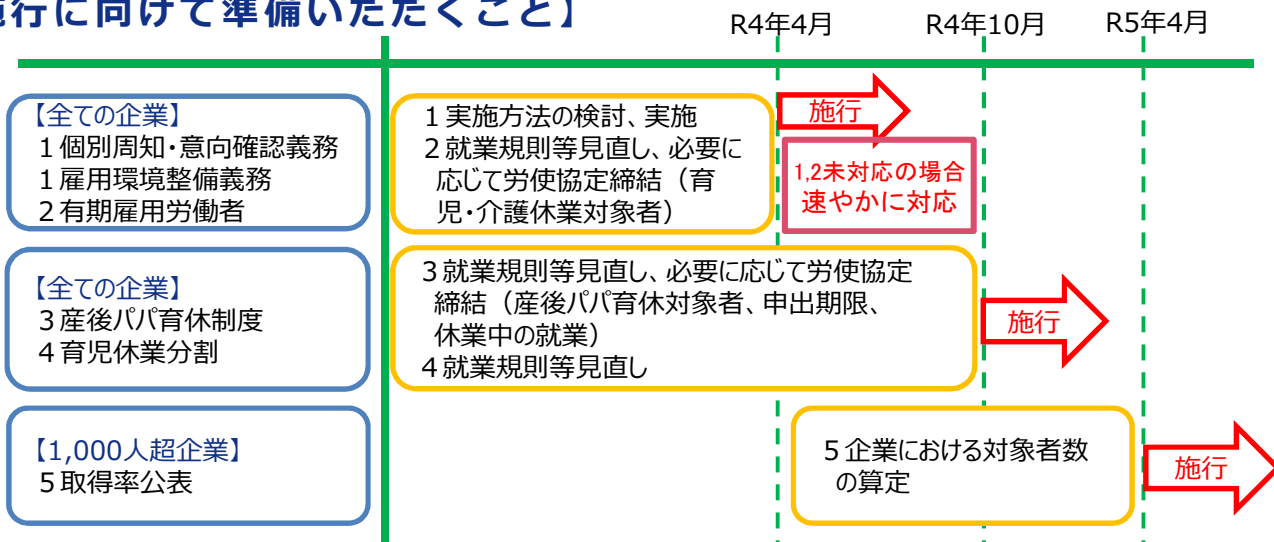 施行に向けて準備いただくこと】
R4年4月 R4年10月 R5年4月
【全ての企業】
1 個別周知・意向確認義務
1 雇用環境整備義務
2 有期雇用労働者
1 実施方法の検討、実施
2 就業規則等見直し、必要に
応じて労使協定締結（育
児・介護休業対象者）
施行
1,2未対応の場合
速やかに対応
【全ての企業】
3 産後パパ育休制度
4 育児休業分割
3 就業規則等見直し、必要に応じて労使協定
締結（産後パパ育休対象者、申出期限、
休業中の就業）
4 就業規則等見直し
施行
【1,000人超企業】
5 取得率公表
5 企業における対象者数
の算定
施行